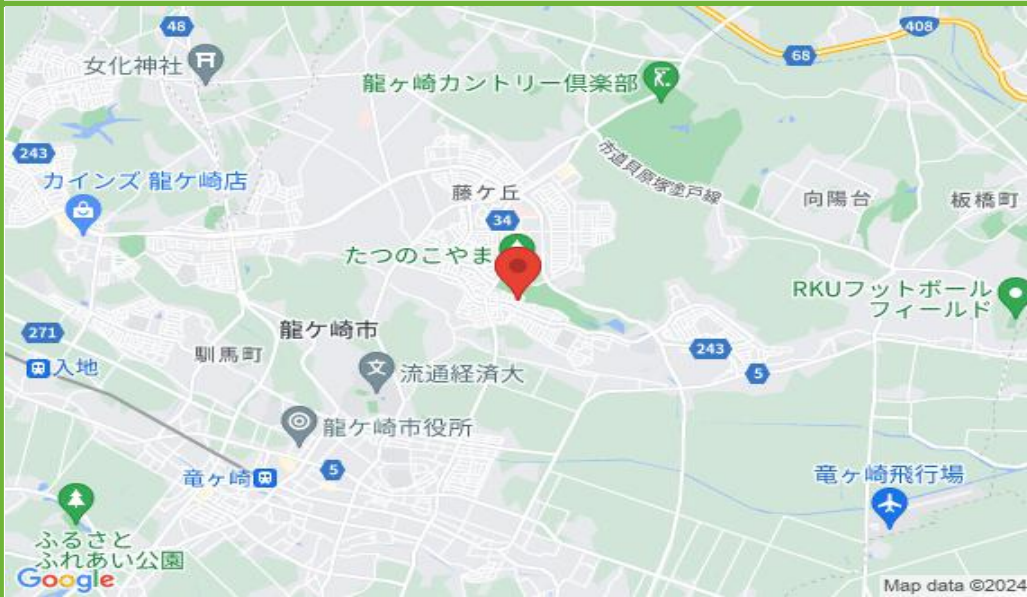 48
408
68
女化神社
龍ヶ崎カントリー倶楽部
243
市道貝原塚塗戸線
カインズ 龍ケ崎店
藤ケ丘
向陽台
板橋町
34
たつのこやま
RKUフットボール
フィールド
271
龍ケ崎市
馴馬町
入地
243
5
流通経済大
龍ケ崎市役所
竜ヶ崎
5
竜ヶ崎飛行場
ふるさと
ふれあい公園
Google
Map data ©2024